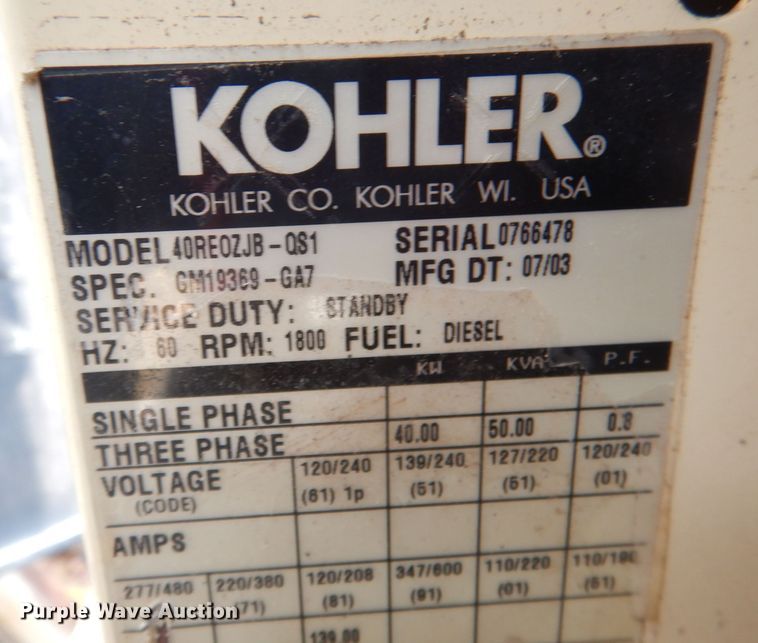 KOHLER®
KOHLER CO. KOHLER WI. USA
MODEL 40REOZJB-QS1 SERIAL 0766478
SPEC. GM19369-GA7 MFG DT: 07/03
SERVICE DUTY: STANDBY
HZ: 60 RPM: 1800 FUEL: DIESEL
KW KVA P.F.
SINGLE PHASE
THREE PHASE 40.00 50.00 0.8
VOLTAGE 120/240 139/240 127/220 120/240
(CODE) (61) 1p (51) (51) (01)
AMPS
277/480 220/380 120/208 347/600 110/220 110/190
(81) (91) (01) (61)
139.00
Purple Wave Auction